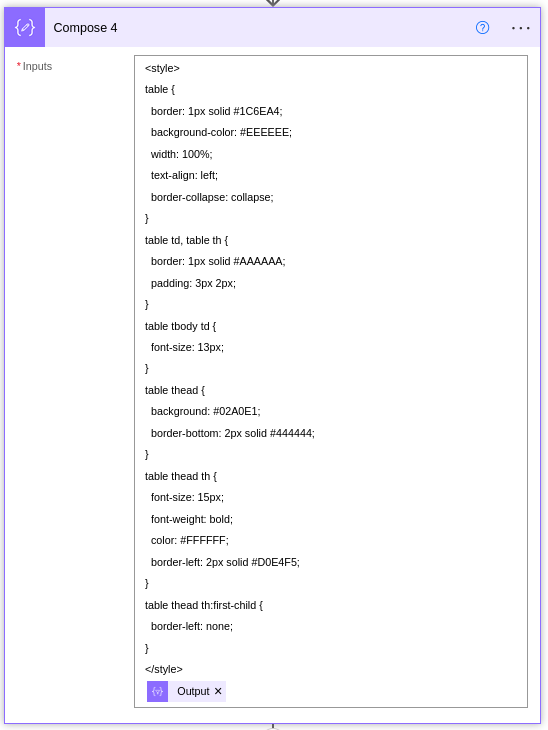 Compose 4
* Inputs
<style>
table {
  border: 1px solid #1C6EA4;
  background-color: #EEEEEE;
  width: 100%;
  text-align: left;
  border-collapse: collapse;
}
table td, table th {
  border: 1px solid #AAAAAA;
  padding: 3px 2px;
}
table tbody td {
  font-size: 13px;
}
table thead {
  background: #02A0E1;
  border-bottom: 2px solid #444444;
}
table thead th {
  font-size: 15px;
  font-weight: bold;
  color: #FFFFFF;
  border-left: 2px solid #D0E4F5;
}
table thead th:first-child {
  border-left: none;
}
</style>
Output ×